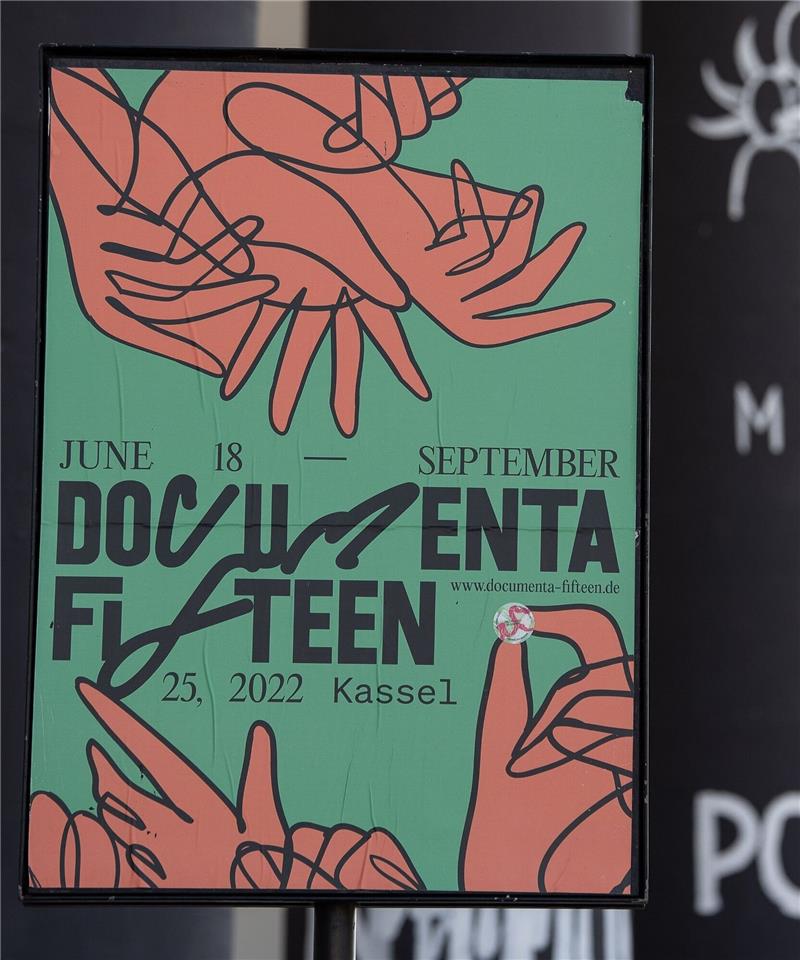 JUNE 18 — SEPTEMBER
DOCUMENTA
www.documenta-fifteen.de
FIFTEEN
25, 2022 Kassel
M
PO